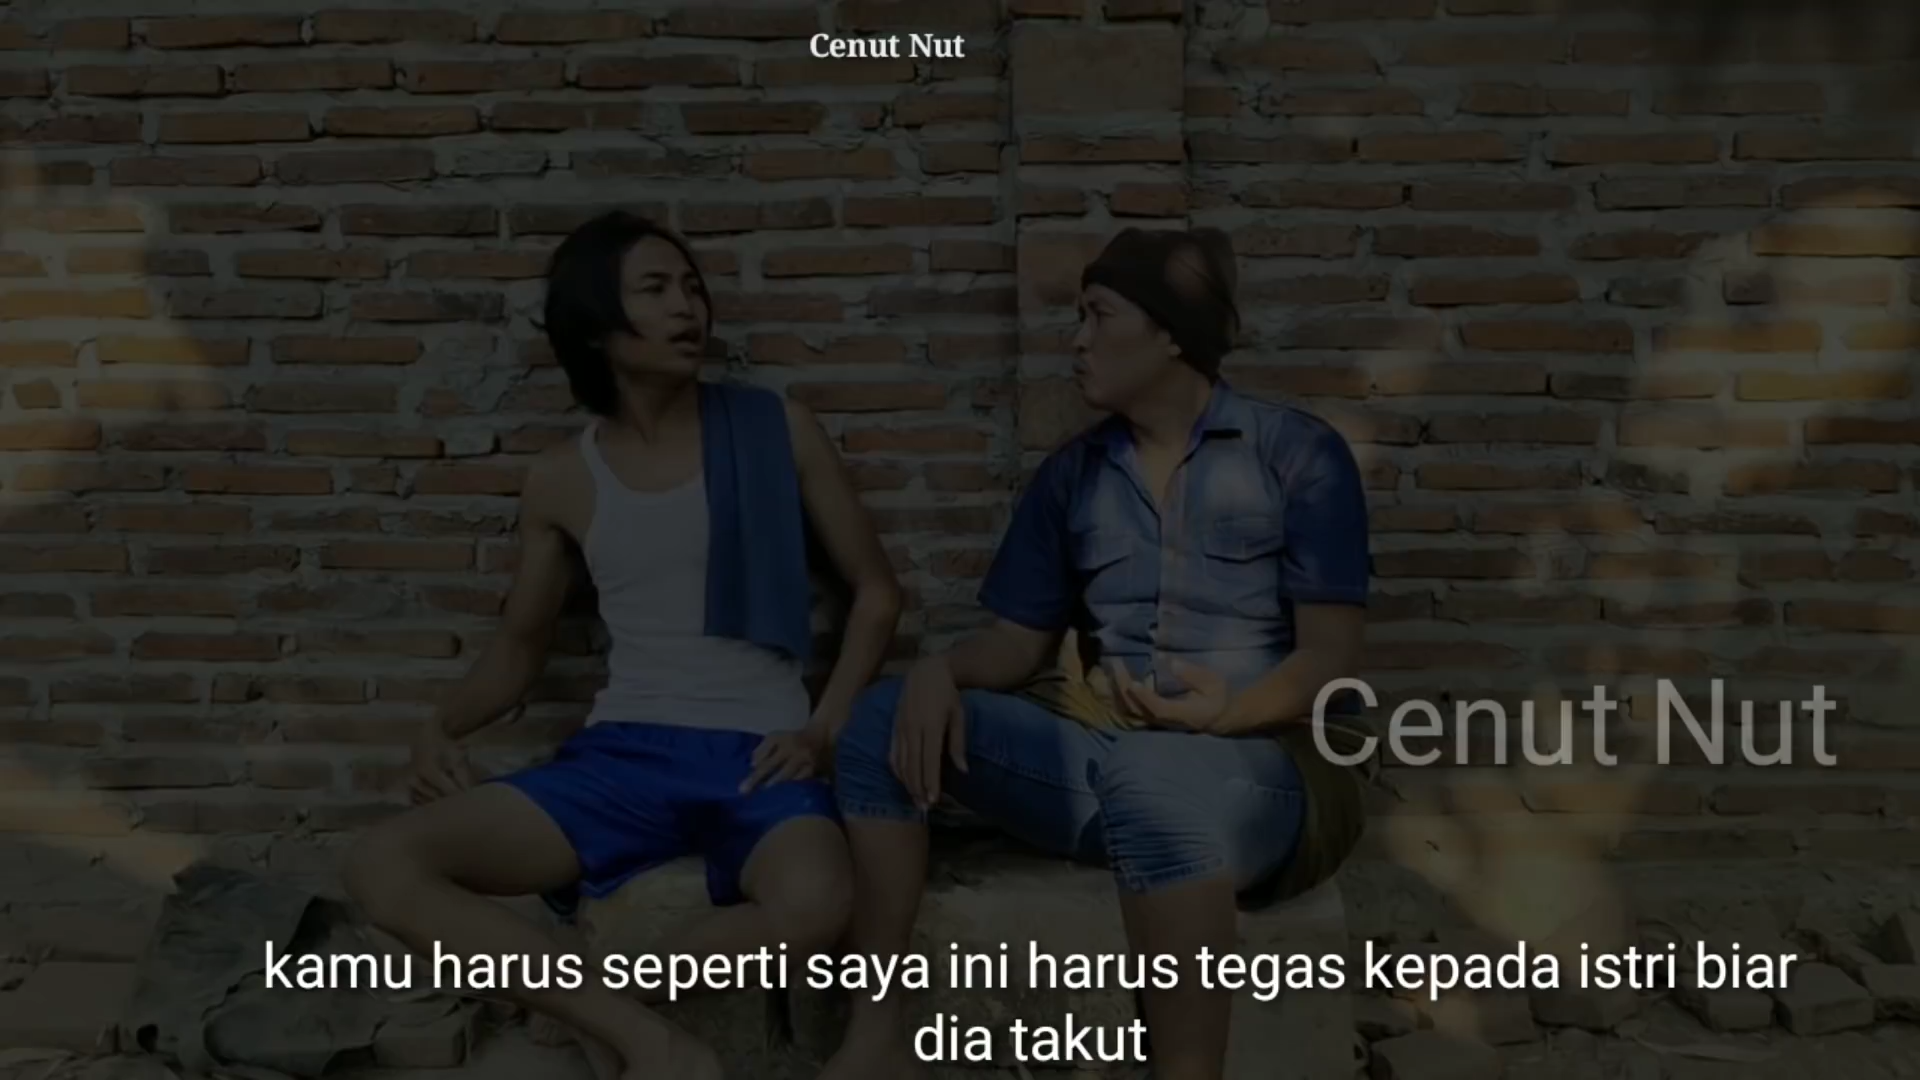 Cenut Nut
Cenut Nut
kamu harus seperti saya ini harus tegas kepada istri biar
dia takut